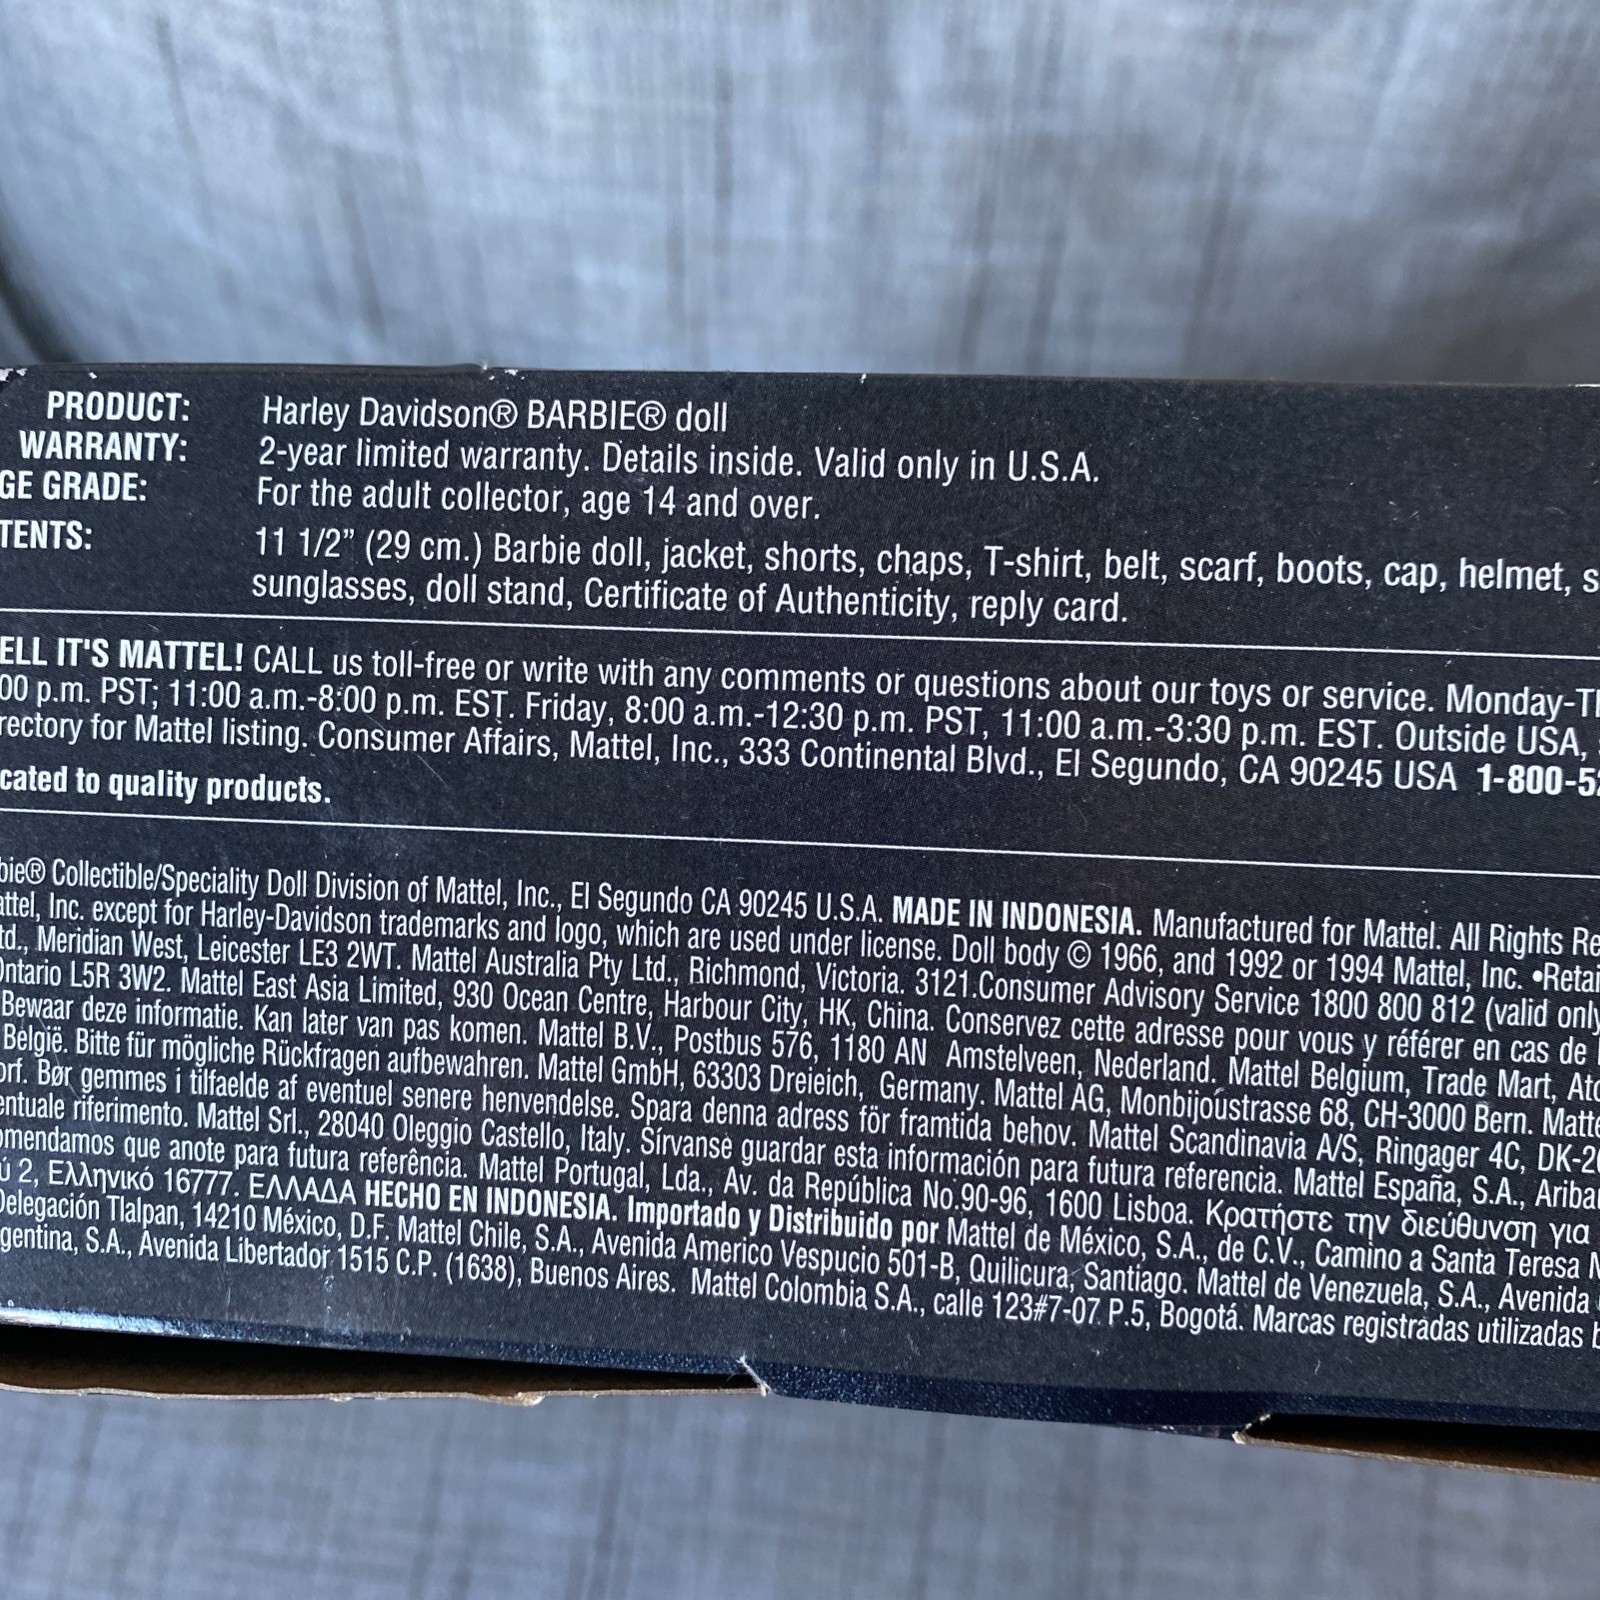 PRODUCT: Harley Davidson® BARBIE® doll
WARRANTY: 2-year limited warranty. Details inside. Valid only in U.S.A.
GE GRADE: For the adult collector, age 14 and over.
TENTS: 11 1/2" (29 cm.) Barbie doll, jacket, shorts, chaps, T-shirt, belt, scarf, boots, cap, helmet, s
sunglasses, doll stand, Certificate of Authenticity, reply card.
ELL IT'S MATTEL! CALL us toll-free or write with any comments or questions about our toys or service. Monday-Th
00 p.m. PST; 11:00 a.m.-8:00 p.m. EST. Friday, 8:00 a.m.-12:30 p.m. PST, 11:00 a.m.-3:30 p.m. EST. Outside USA,
rectory for Mattel listing. Consumer Affairs, Mattel, Inc., 333 Continental Blvd., El Segundo, CA 90245 USA 1-800-52
cated to quality products.
bie® Collectible/Speciality Doll Division of Mattel, Inc., El Segundo CA 90245 U.S.A. MADE IN INDONESIA. Manufactured for Mattel. All Rights Re
attel, Inc. except for Harley-Davidson trademarks and logo, which are used under license. Doll body © 1966, and 1992 or 1994 Mattel, Inc. •Retai
td., Meridian West, Leicester LE3 2WT. Mattel Australia Pty Ltd., Richmond, Victoria. 3121.Consumer Advisory Service 1800 800 812 (valid only
Ontario L5R 3W2. Mattel East Asia Limited, 930 Ocean Centre, Harbour City, HK, China. Conservez cette adresse pour vous y référer en cas de
Bewaar deze informatie. Kan later van pas komen. Mattel B.V., Postbus 576, 1180 AN Amstelveen, Nederland. Mattel Belgium, Trade Mart, Ato
België. Bitte für mögliche Rückfragen aufbewahren. Mattel GmbH, 63303 Dreieich, Germany. Mattel AG, Monbijoustrasse 68, CH-3000 Bern. Matte
orf. Bør gemmes i tilfaelde af eventuel senere henvendelse. Spara denna adress för framtida behov. Mattel Scandinavia A/S, Ringager 4C, DK-26
entuale riferimento. Mattel Srl., 28040 Oleggio Castello, Italy. Sírvanse guardar esta información para futura referencia. Mattel España, S.A., Aribau
omendamos que anote para futura referência. Mattel Portugal, Lda., Av. da República No.90-96, 1600 Lisboa. Κρατήστε την διεύθυνση για
ύ 2, Ελληνικό 16777. ΕΛΛΑΔΑ HECHO EN INDONESIA. Importado y Distribuido por Mattel de México, S.A., de C.V., Camino a Santa Teresa N
Delegación Tlalpan, 14210 México, D.F. Mattel Chile, S.A., Avenida Americo Vespucio 501-B, Quilicura, Santiago. Mattel de Venezuela, S.A., Avenida
gentina, S.A., Avenida Libertador 1515 C.P. (1638), Buenos Aires. Mattel Colombia S.A., calle 123#7-07 P.5, Bogotá. Marcas registradas utilizadas b